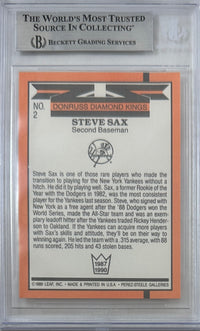 THE WORLD'S MOST TRUSTED
SOURCE IN COLLECTING
BECKETT GRADING SERVICES
DONRUSS DIAMOND KINGS
NO.
2
STEVE SAX
Second Baseman
Steve Sax is one of those rare players who made the
transition to playing for the New York Yankees without a
hitch. He did it by playing well. Sax, a former Rookie of the
Year with the Dodgers in 1982, was the most consistent
player for the Yankees last season. Steve, who signed with
New York as a free agent after the '88 Dodgers won the
World Series, made the All-Star team and was an exem-
plary leadoff hitter after the Yankees traded Rickey Hender-
son to Oakland. If the Yankees can acquire more players
with Sax's skills and attitude, they'll be on their way to
winning again. He led the team with a .315 average, with 88
runs scored, 205 hits and 43 stolen bases.
1987
1990
© 1989 LEAF, INC. • MADE & PRINTED IN U.S.A. • PEREZ-STEELE GALLERIES